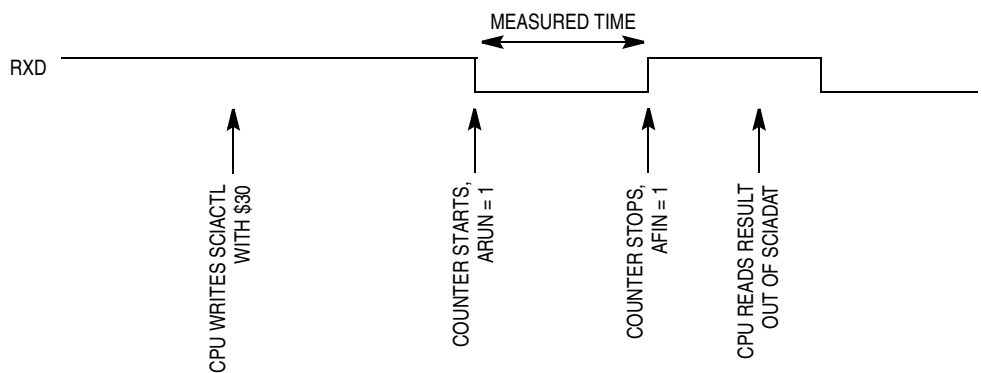 MEASURED TIME
RXD
CPU WRITES SCIACTL
WITH $30
COUNTER STARTS,
ARUN = 1
COUNTER STOPS,
AFIN = 1
CPU READS RESULT
OUT OF SCIADAT